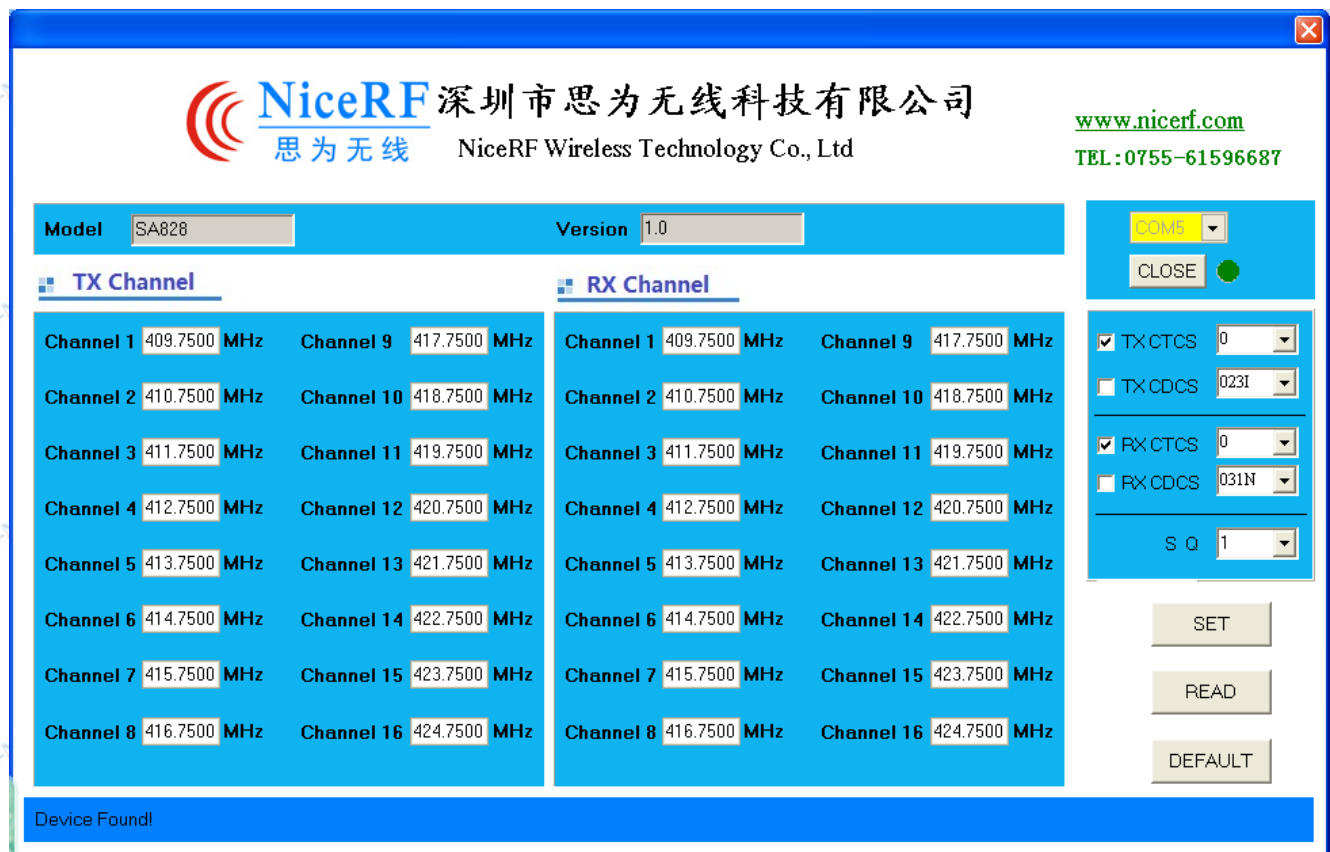 NiceRF 深圳市思为无线科技有限公司
思为无线 NiceRF Wireless Technology Co., Ltd
www.nicerf.com
TEL:0755-61596687
Model SA828 Version 1.0
COM5
CLOSE
TX Channel RX Channel
Channel 1 409.7500 MHz Channel 9 417.7500 MHz Channel 1 409.7500 MHz Channel 9 417.7500 MHz
Channel 2 410.7500 MHz Channel 10 418.7500 MHz Channel 2 410.7500 MHz Channel 10 418.7500 MHz
Channel 3 411.7500 MHz Channel 11 419.7500 MHz Channel 3 411.7500 MHz Channel 11 419.7500 MHz
Channel 4 412.7500 MHz Channel 12 420.7500 MHz Channel 4 412.7500 MHz Channel 12 420.7500 MHz
Channel 5 413.7500 MHz Channel 13 421.7500 MHz Channel 5 413.7500 MHz Channel 13 421.7500 MHz
Channel 6 414.7500 MHz Channel 14 422.7500 MHz Channel 6 414.7500 MHz Channel 14 422.7500 MHz
Channel 7 415.7500 MHz Channel 15 423.7500 MHz Channel 7 415.7500 MHz Channel 15 423.7500 MHz
Channel 8 416.7500 MHz Channel 16 424.7500 MHz Channel 8 416.7500 MHz Channel 16 424.7500 MHz
TX CTCS 0
TX CDCS 023I
RX CTCS 0
RX CDCS 031N
S Q 1
SET
READ
DEFAULT
Device Found!